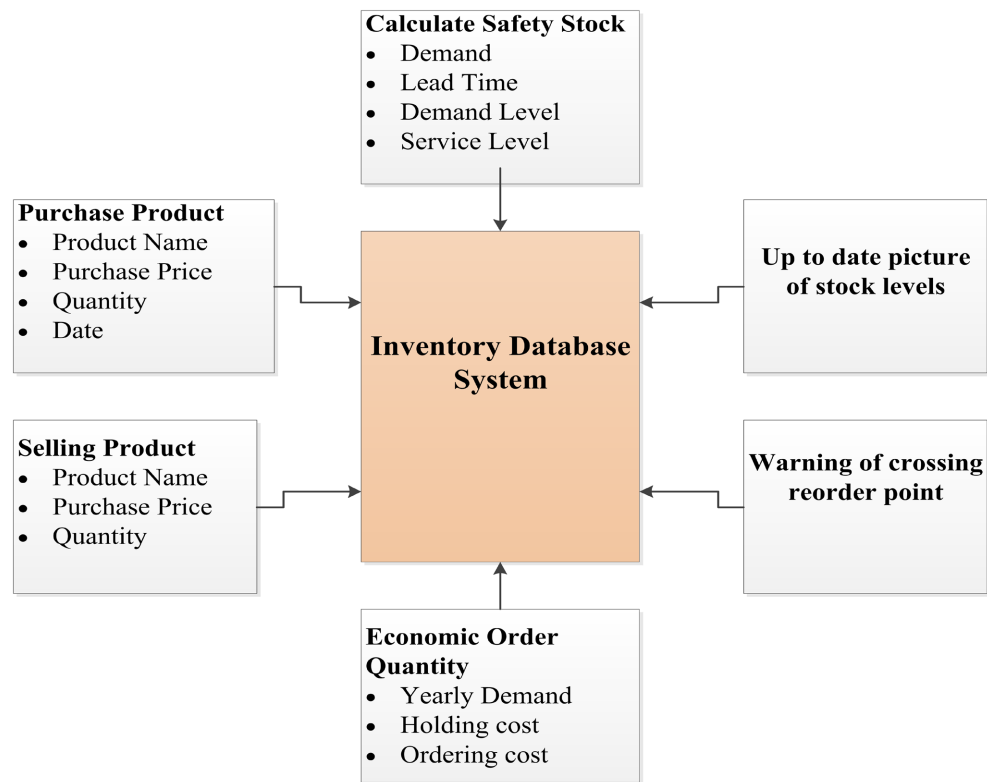 Calculate Safety Stock
• Demand
• Lead Time
• Demand Level
• Service Level
Purchase Product
• Product Name
• Purchase Price
• Quantity
• Date
Up to date picture
of stock levels
Inventory Database
System
Selling Product
• Product Name
• Purchase Price
• Quantity
Warning of crossing
reorder point
Economic Order
Quantity
• Yearly Demand
• Holding cost
• Ordering cost